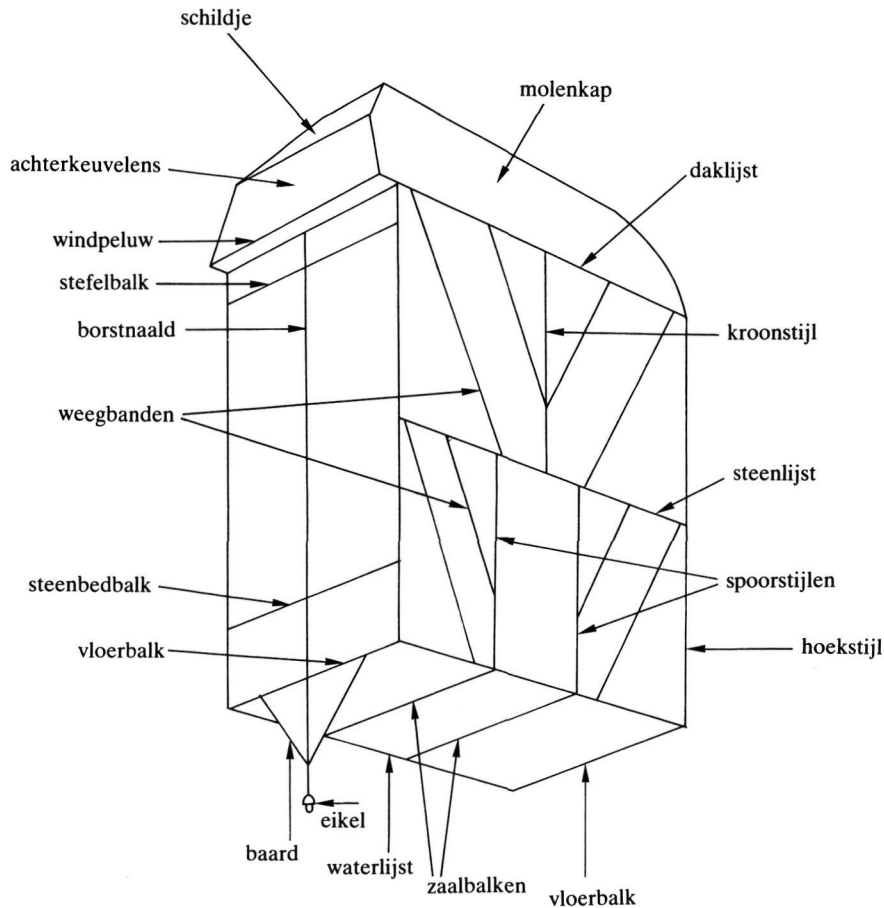 schildje
molenkap
achterkeuvelens
daklijst
windpeluw
stefelbalk
borstnaald
kroonstijl
weegbanden
steenlijst
steenbedbalk
spoorstijlen
vloerbalk
hoekstijl
eikel
baard
waterlijst
zaalbalken
vloerbalk